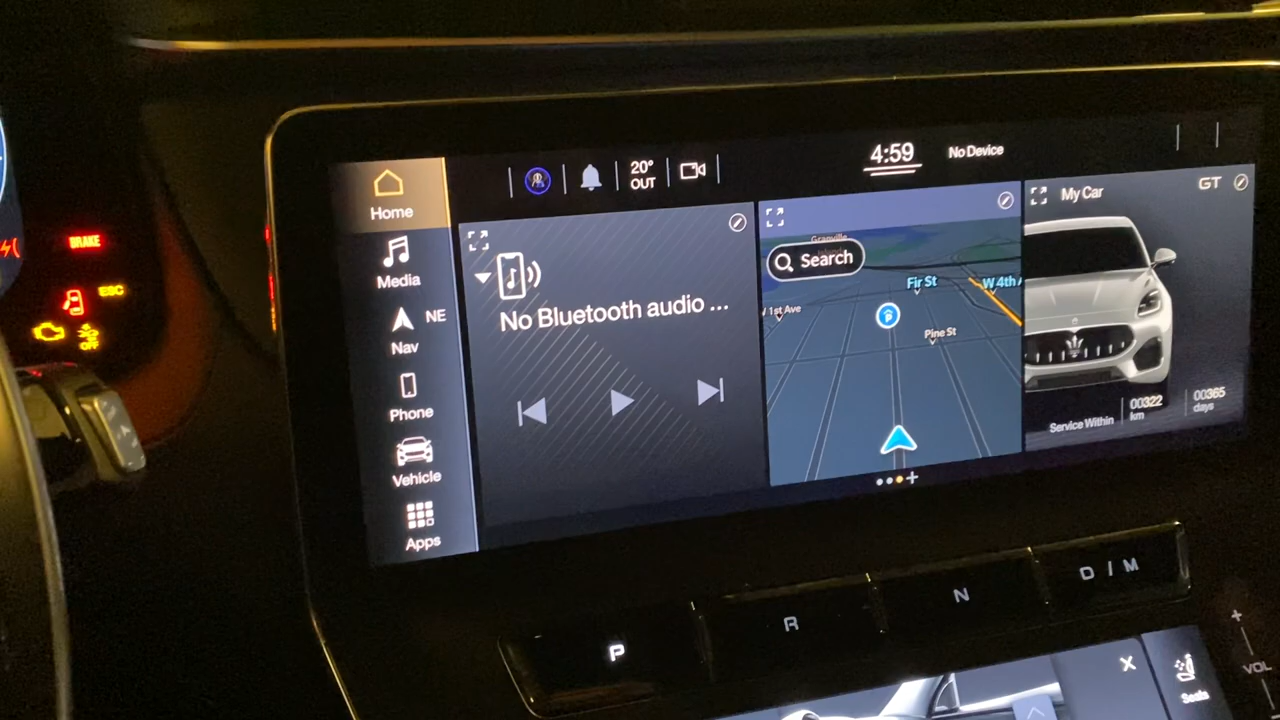 BRAKE
ESC
OFF
Home
Media
NE
Nav
Phone
Vehicle
Apps
20°
OUT
4:59
No Device
No Bluetooth audio ...
Search
Granville
Fir St
W 4th
1st Ave
Pine St
P
My Car
GT
Service Within
00322
km
00365
days
P
R
N
D / M
+
VOL
Seats